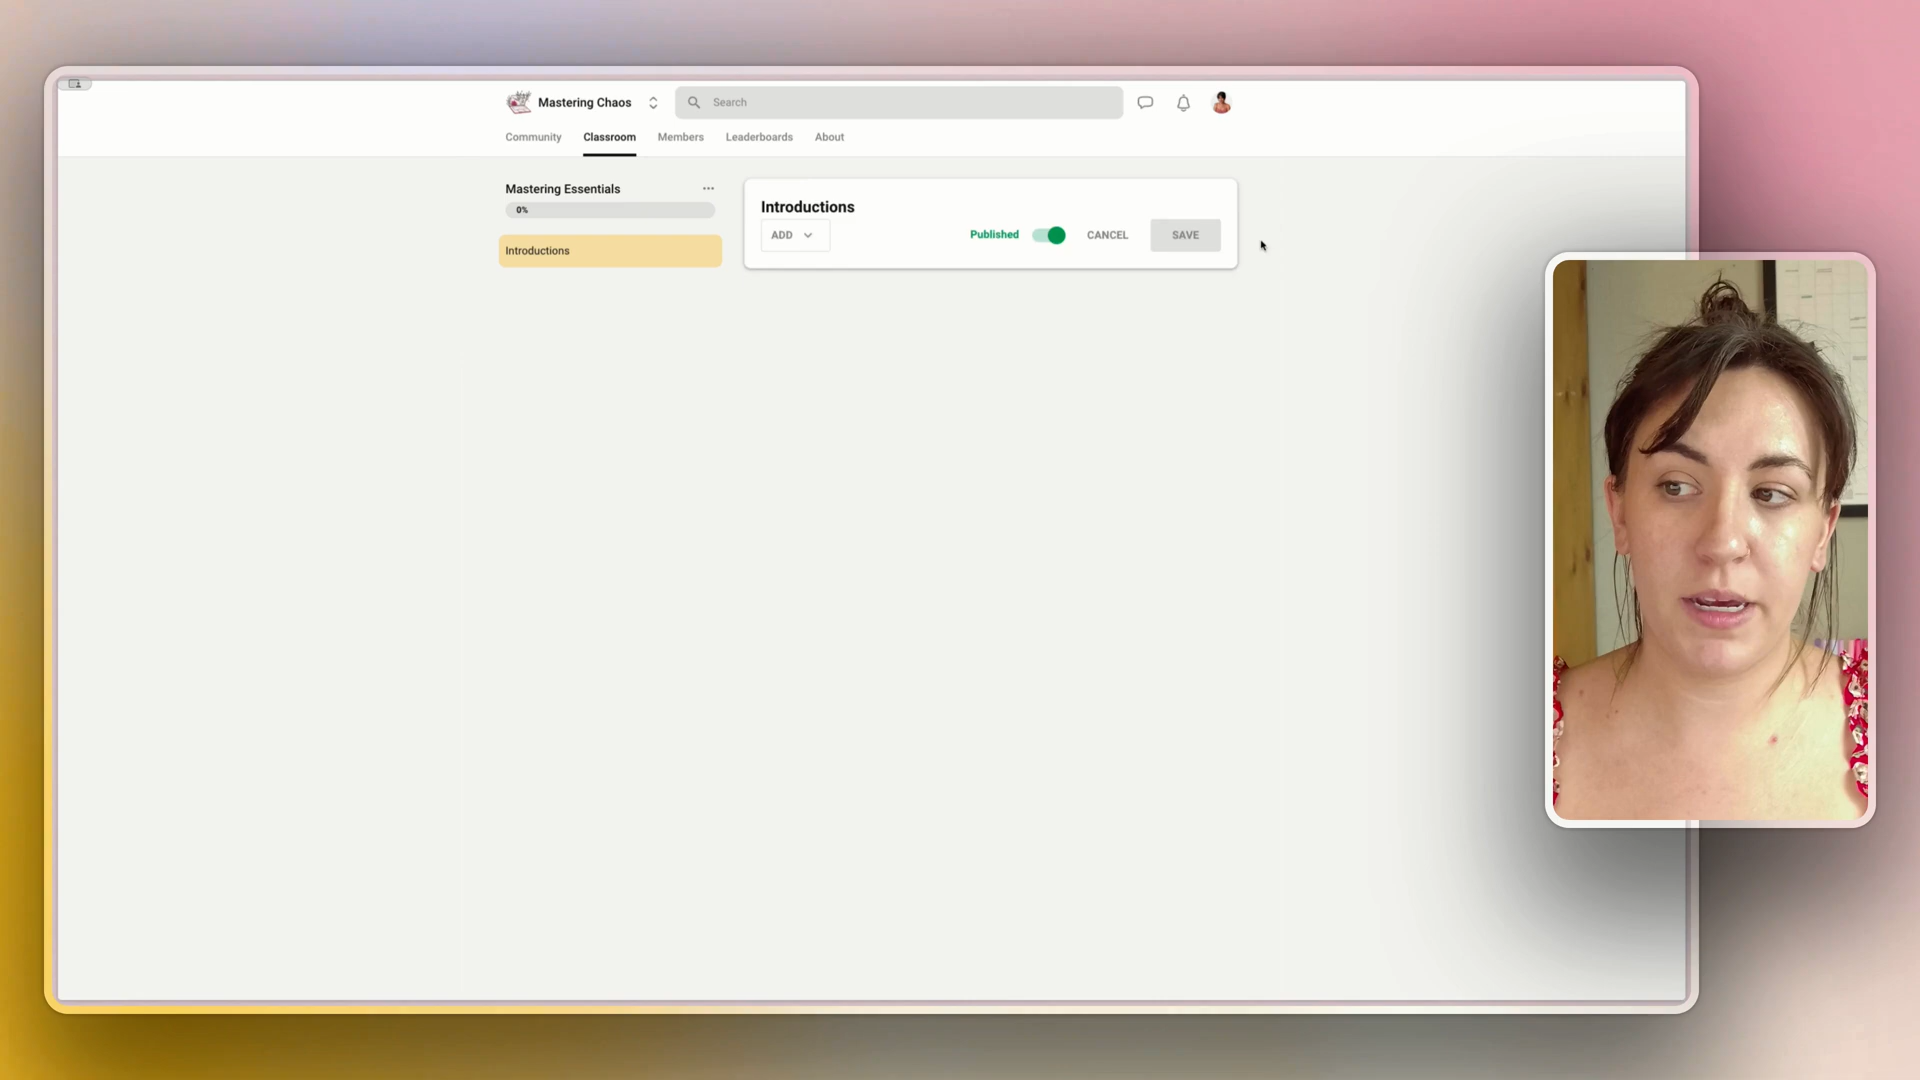 Mastering Chaos
Search
Community Classroom Members Leaderboards About
Mastering Essentials
0%
Introductions
Introductions
ADD
Published
CANCEL
SAVE